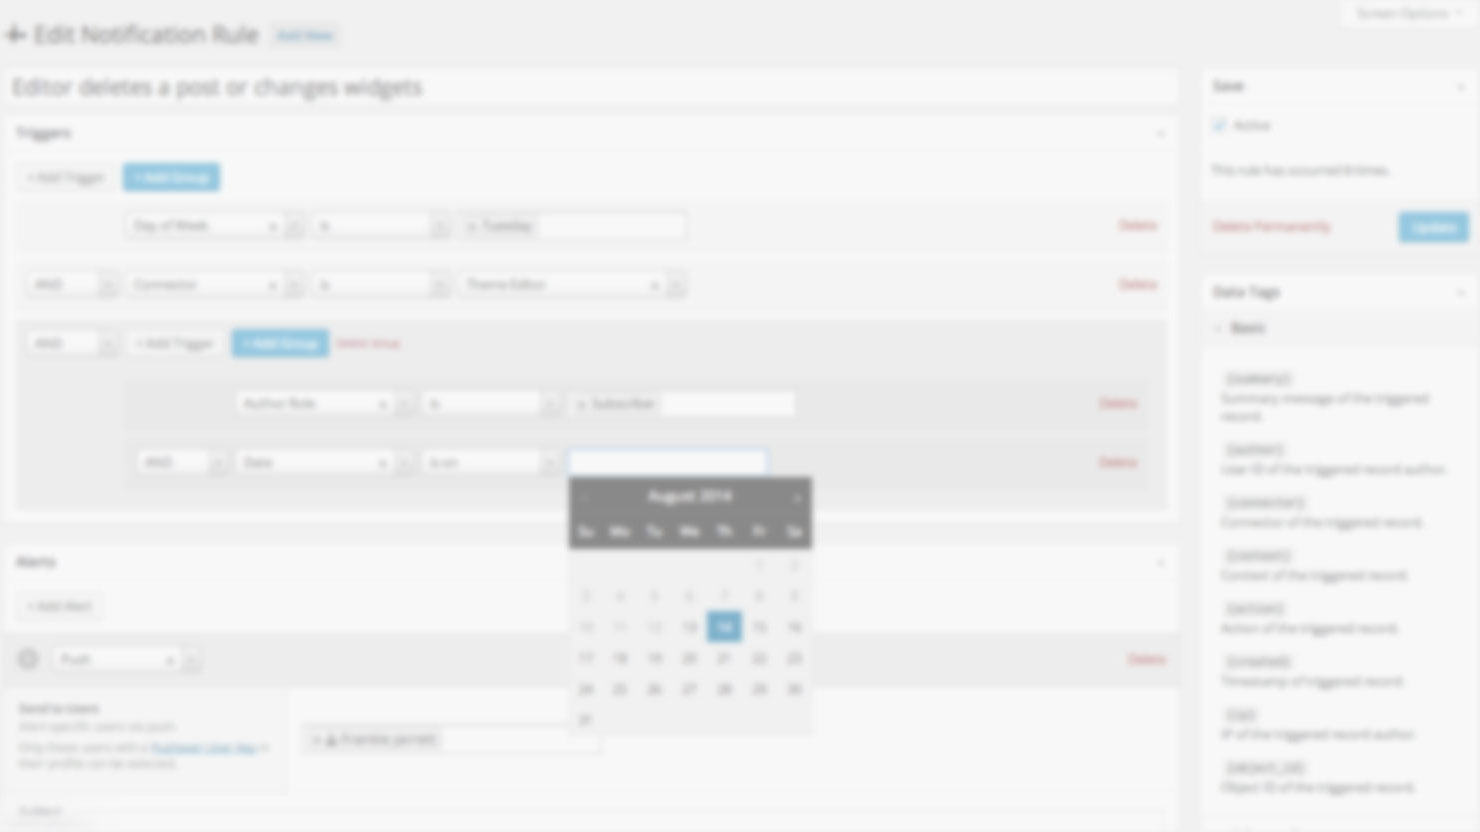 Screen Options
Edit Notification Rule Add New
Editor deletes a post or changes widgets
Triggers
+ Add Trigger + Add Group
Day of Week is Tuesday Delete
AND Connector is Theme Editor Delete
AND + Add Trigger + Add Group Delete Group
Author Role is Subscriber Delete
AND Date is on Delete
August 2014
Su Mo Tu We Th Fr Sa
1 2
3 4 5 6 7 8 9
10 11 12 13 14 15 16
17 18 19 20 21 22 23
24 25 26 27 28 29 30
31
Alerts
+ Add Alert
Push Delete
Send to Users
Alert specific users via push.
Only those users with a Pushover User Key in
their profile can be selected.
Subject
Save
Active
This rule has occurred times.
Delete Permanently Update
Data Tags
Basic
{summary}
Summary message of the triggered
record.
{author}
User ID of the triggered record author.
{connector}
Connector of the triggered record.
{context}
Context of the triggered record.
{action}
Action of the triggered record.
{created}
Timestamp of triggered record.
{ip}
IP of the triggered record author.
{object_id}
Object ID of the triggered record.